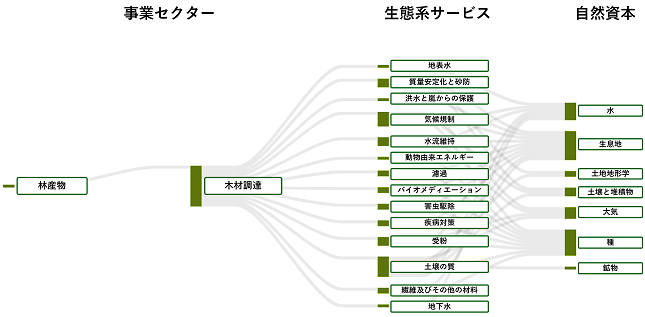 事業セクター
生態系サービス
自然資本
林産物
木材調達
地表水
質量安定化と砂防
洪水と嵐からの保護
気候規制
水流維持
動物由来エネルギー
濾過
バイオメディエーション
害虫駆除
疾病対策
受粉
土壌の質
繊維及びその他の材料
地下水
水
生息地
土地地形学
土壌と堆積物
大気
種
鉱物